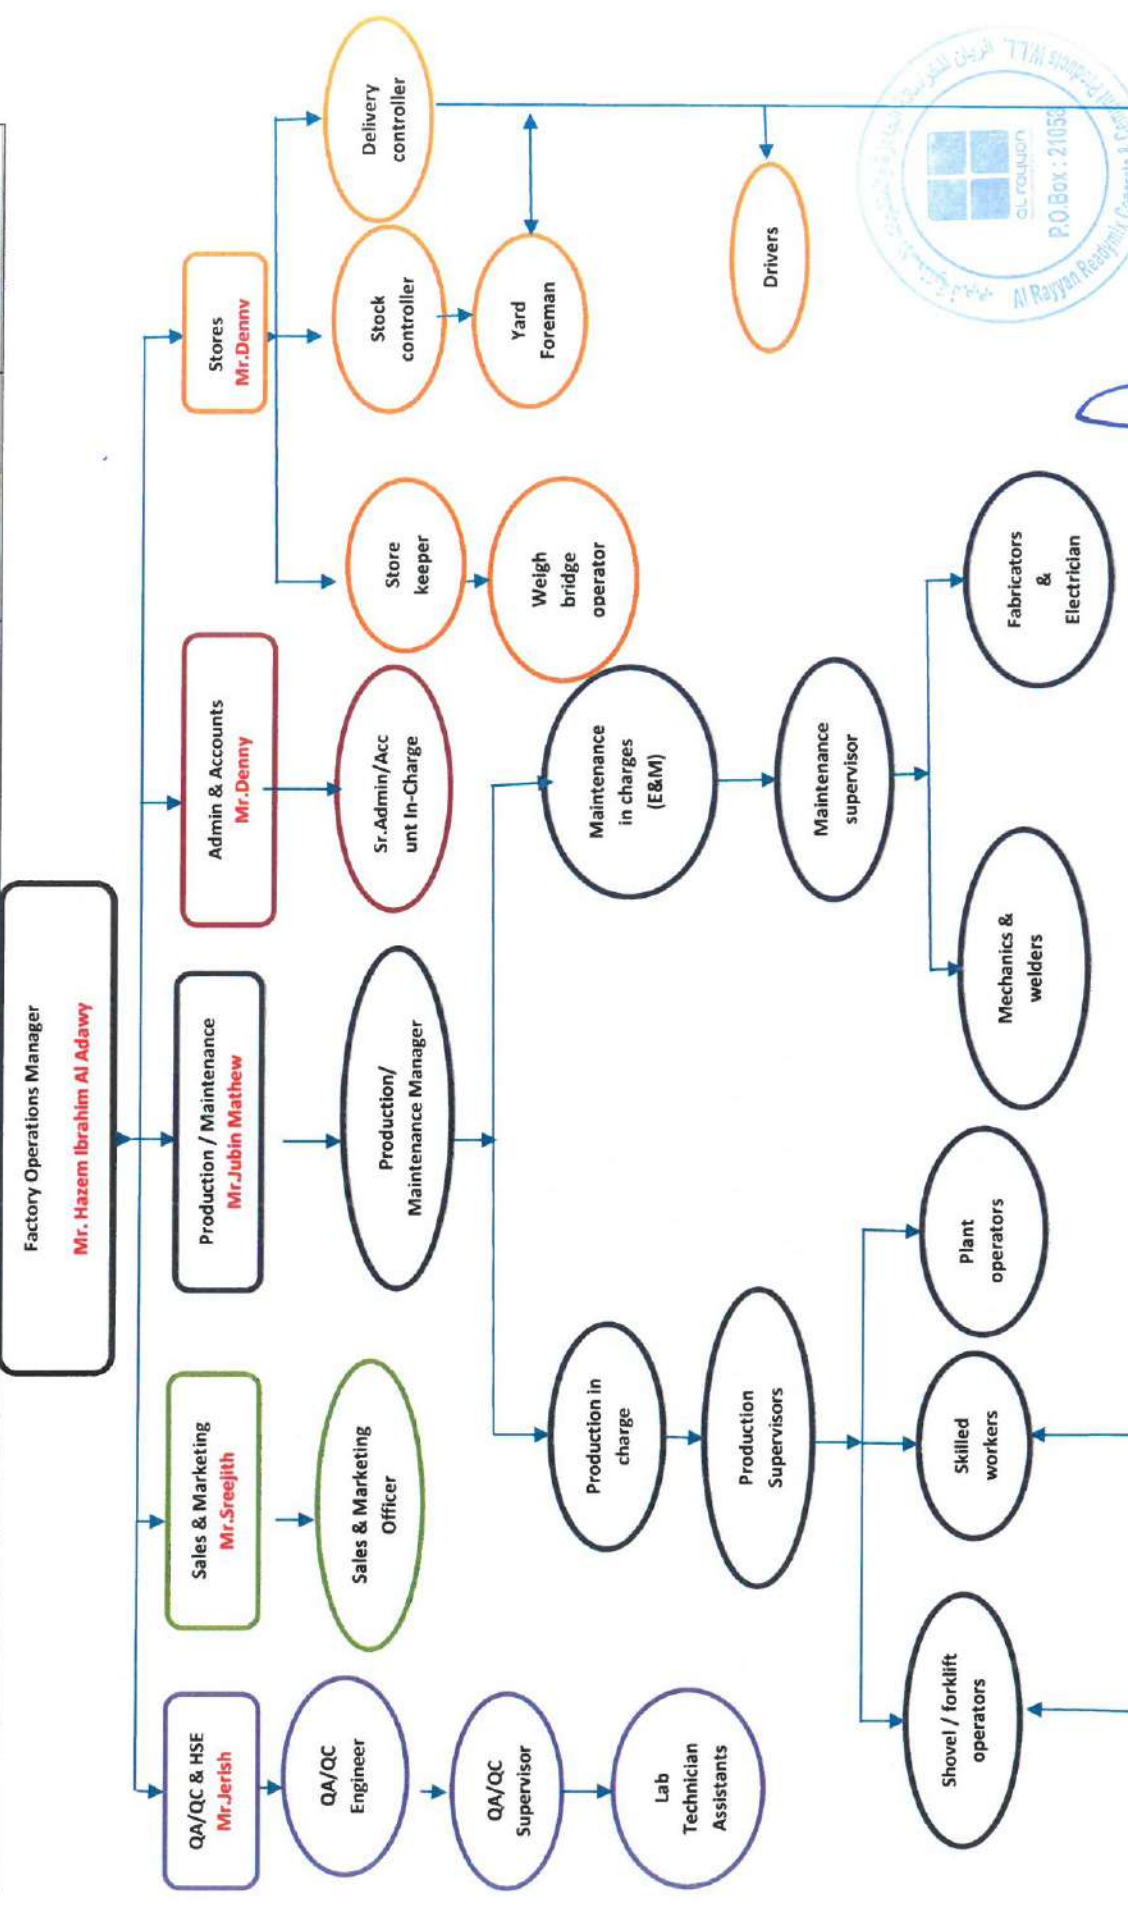 Factory Operations Manager
Mr. Hazem Ibrahim Al Adawy
QA/QC & HSE
Mr.Jerish
Sales & Marketing
Mr.Sreejith
Production / Maintenance
Mr.Jubin Mathew
Admin & Accounts
Mr.Denny
Stores
Mr.Denny
QA/QC
Engineer
Sales & Marketing
Officer
Production/
Maintenance Manager
Sr.Admin/Acc
unt In-Charge
Store
keeper
Stock
controller
Delivery
controller
QA/QC
Supervisor
Weigh
bridge
operator
Yard
Foreman
Lab
Technician
Assistants
Production in
charge
Maintenance
in charges
(E&M)
Production
Supervisors
Maintenance
supervisor
Drivers
Shovel / forklift
operators
Skilled
workers
Plant
operators
Mechanics &
welders
Fabricators
&
Electrician
al rayyan
P.O.Box : 21058
Al Rayyan Readymix Concrete &
W.L.L.